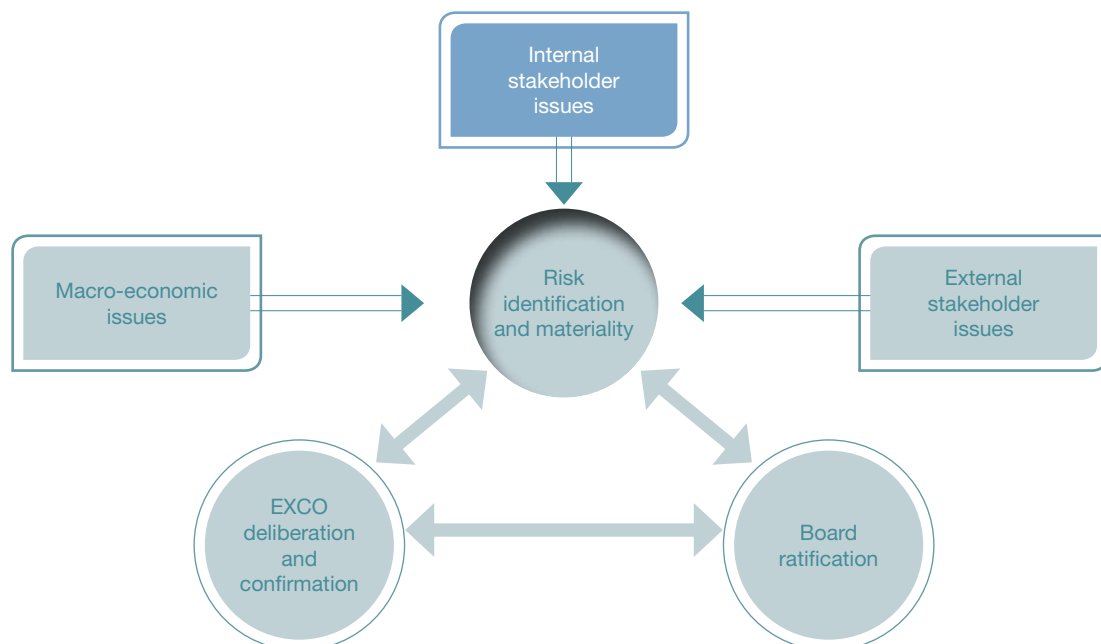 Internal
stakeholder
issues
Macro-economic
issues
Risk
identification
and materiality
External
stakeholder
issues
EXCO
deliberation
and
confirmation
Board
ratification